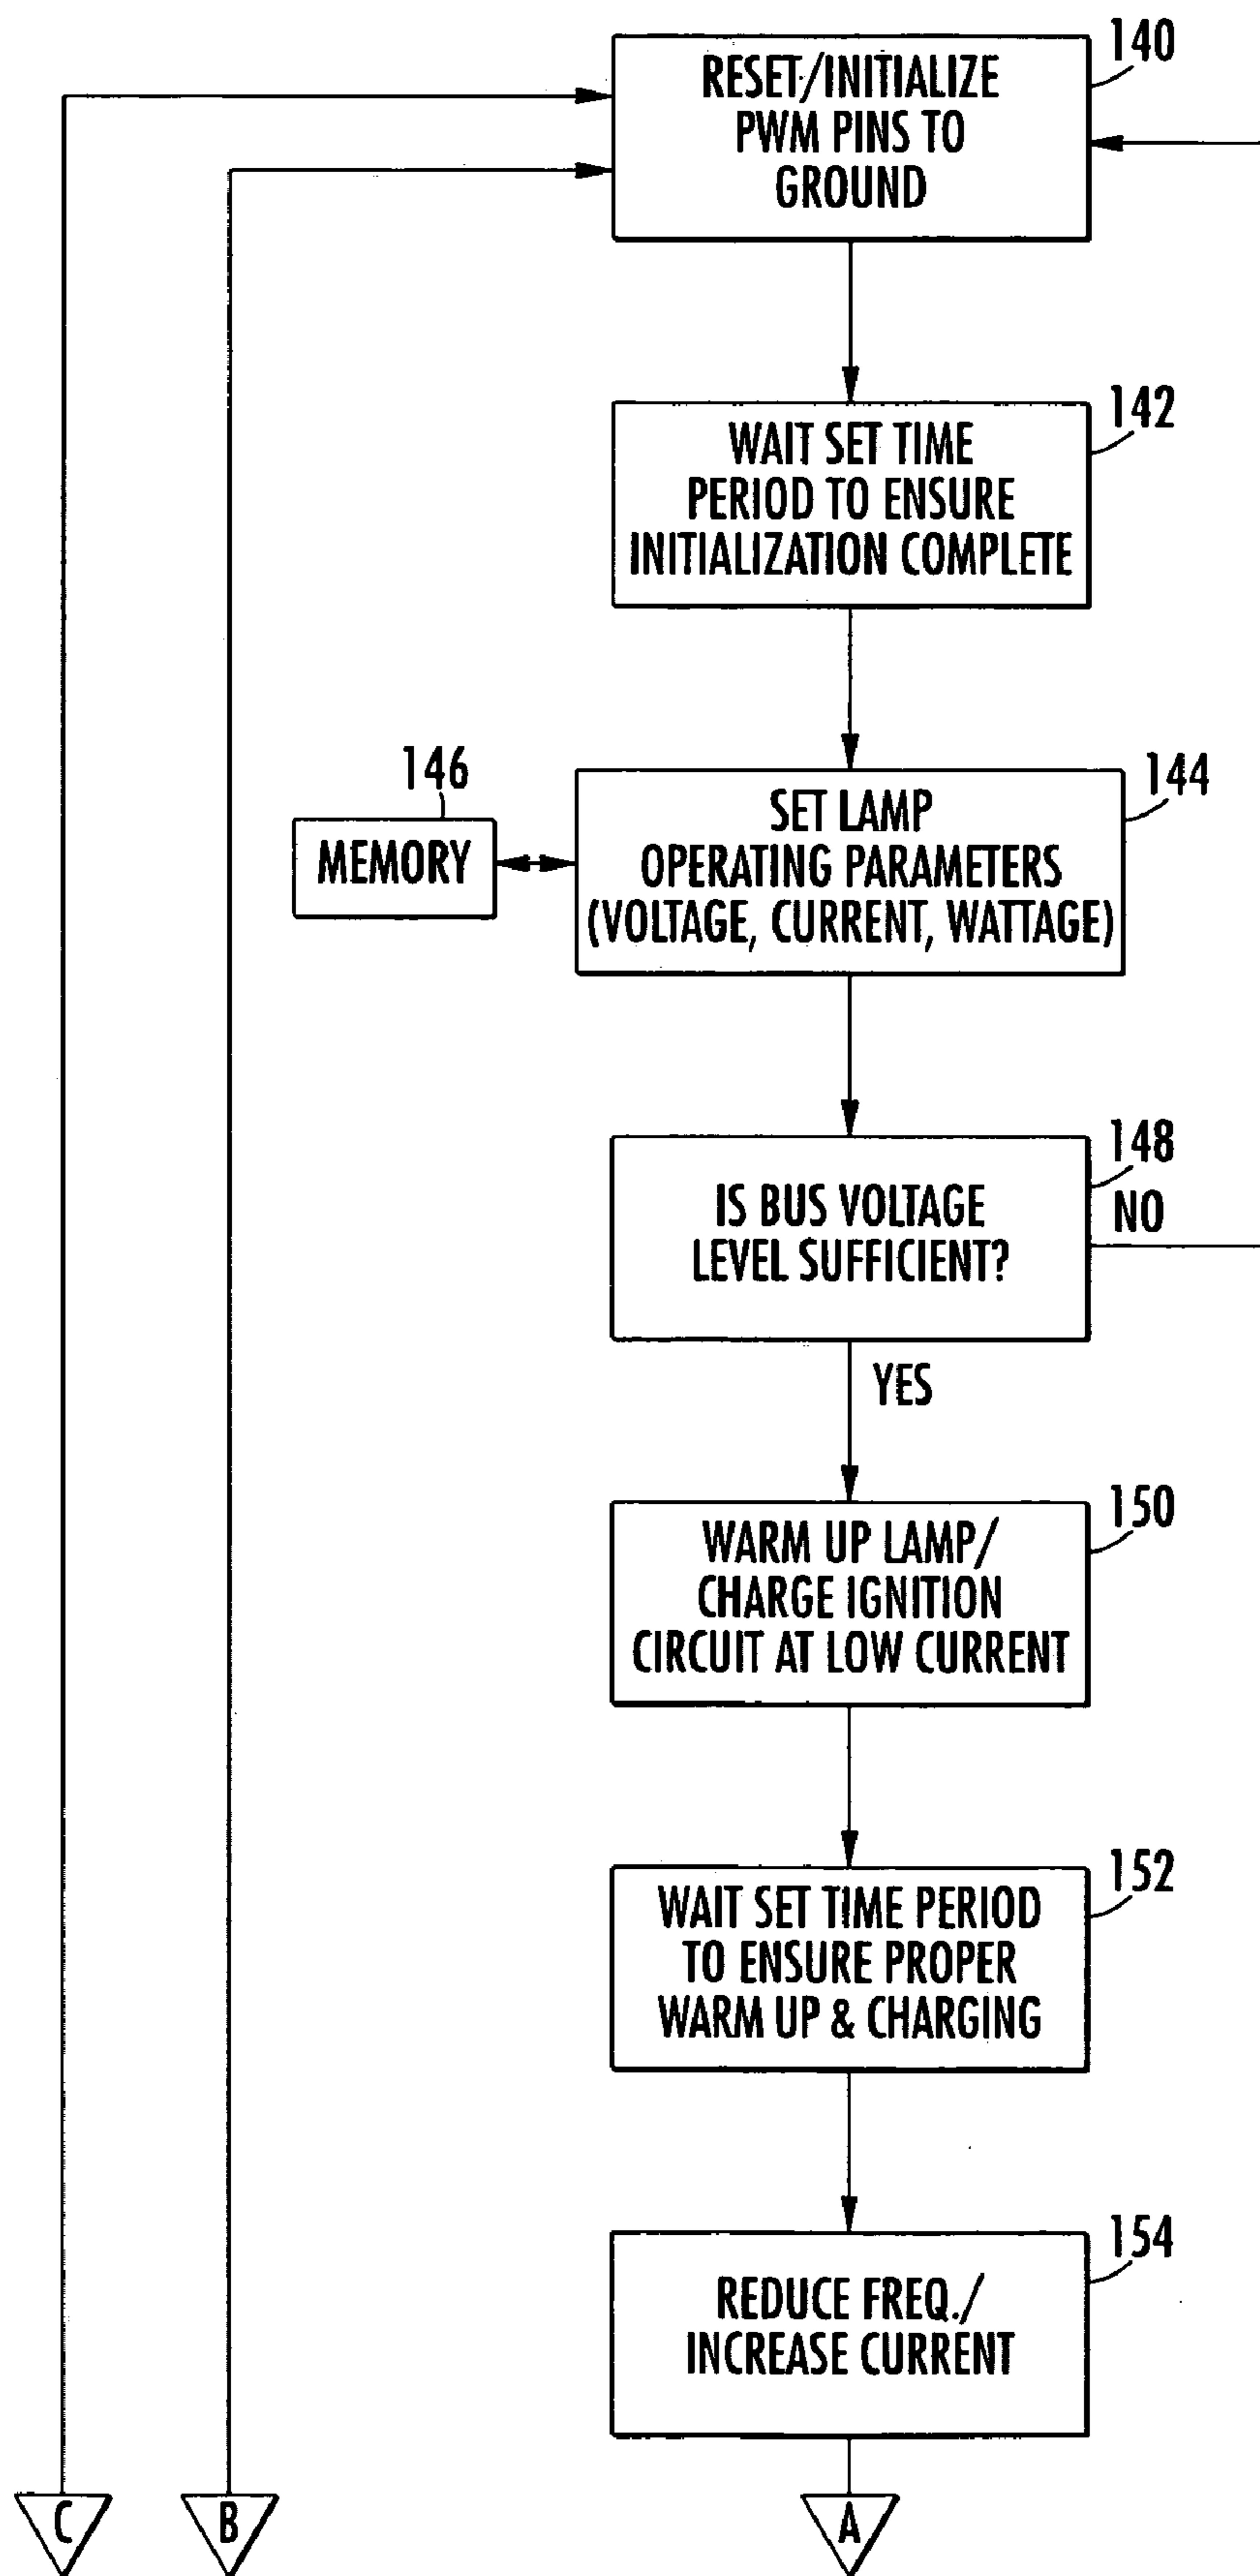 140
RESET/INITIALIZE
PWM PINS TO
GROUND
142
WAIT SET TIME
PERIOD TO ENSURE
INITIALIZATION COMPLETE
146
MEMORY
144
SET LAMP
OPERATING PARAMETERS
(VOLTAGE, CURRENT, WATTAGE)
148
IS BUS VOLTAGE
LEVEL SUFFICIENT?
NO
YES
150
WARM UP LAMP/
CHARGE IGNITION
CIRCUIT AT LOW CURRENT
152
WAIT SET TIME PERIOD
TO ENSURE PROPER
WARM UP & CHARGING
154
REDUCE FREQ./
INCREASE CURRENT
C
B
A